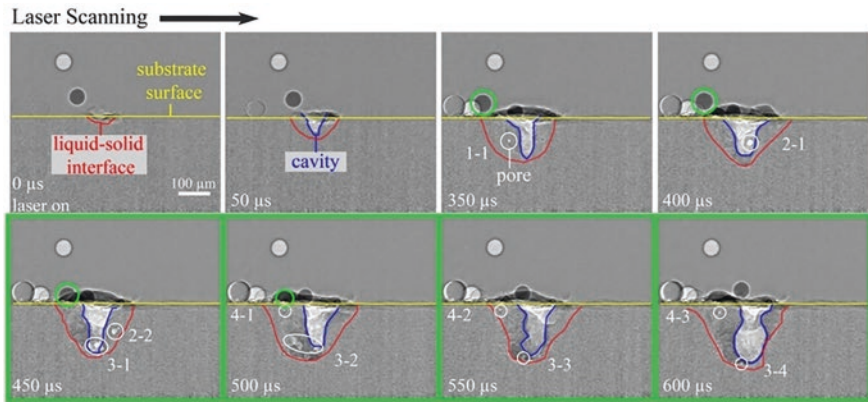 Laser Scanning
substrate
surface
liquid-solid
interface
0 µs
laser on
100 µm
cavity
50 µs
1-1
pore
350 µs
2-1
400 µs
2-2
3-1
450 µs
4-1
3-2
500 µs
4-2
3-3
550 µs
4-3
3-4
600 µs